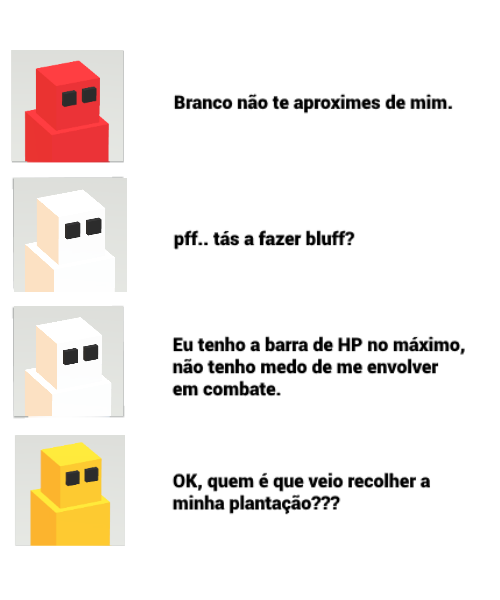 Branco não te aproximes de mim.
pff.. tás a fazer bluff?
Eu tenho a barra de HP no máximo,
não tenho medo de me envolver
em combate.
OK, quem é que veio recolher a
minha plantação???